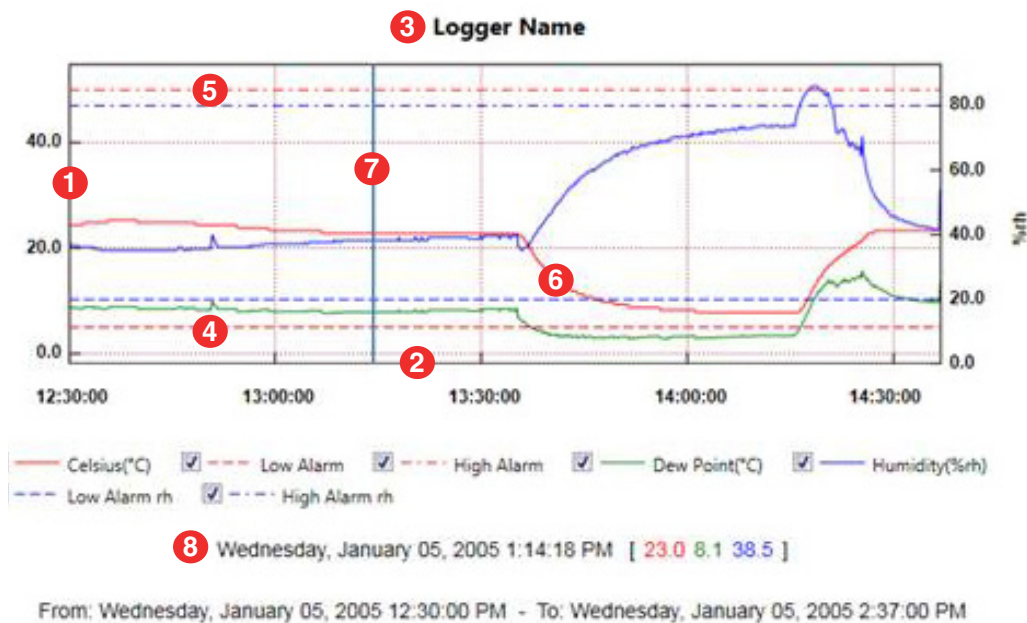 3 Logger Name
5
7
1
6
4
2
40.0
20.0
0.0
80.0
60.0
40.0
20.0
0.0
%rh
12:30:00 13:00:00 13:30:00 14:00:00 14:30:00
Celsius(°C) Low Alarm High Alarm Dew Point(°C) Humidity(%rh)
Low Alarm rh High Alarm rh
8 Wednesday, January 05, 2005 1:14:18 PM [ 23.0 8.1 38.5 ]
From: Wednesday, January 05, 2005 12:30:00 PM - To: Wednesday, January 05, 2005 2:37:00 PM